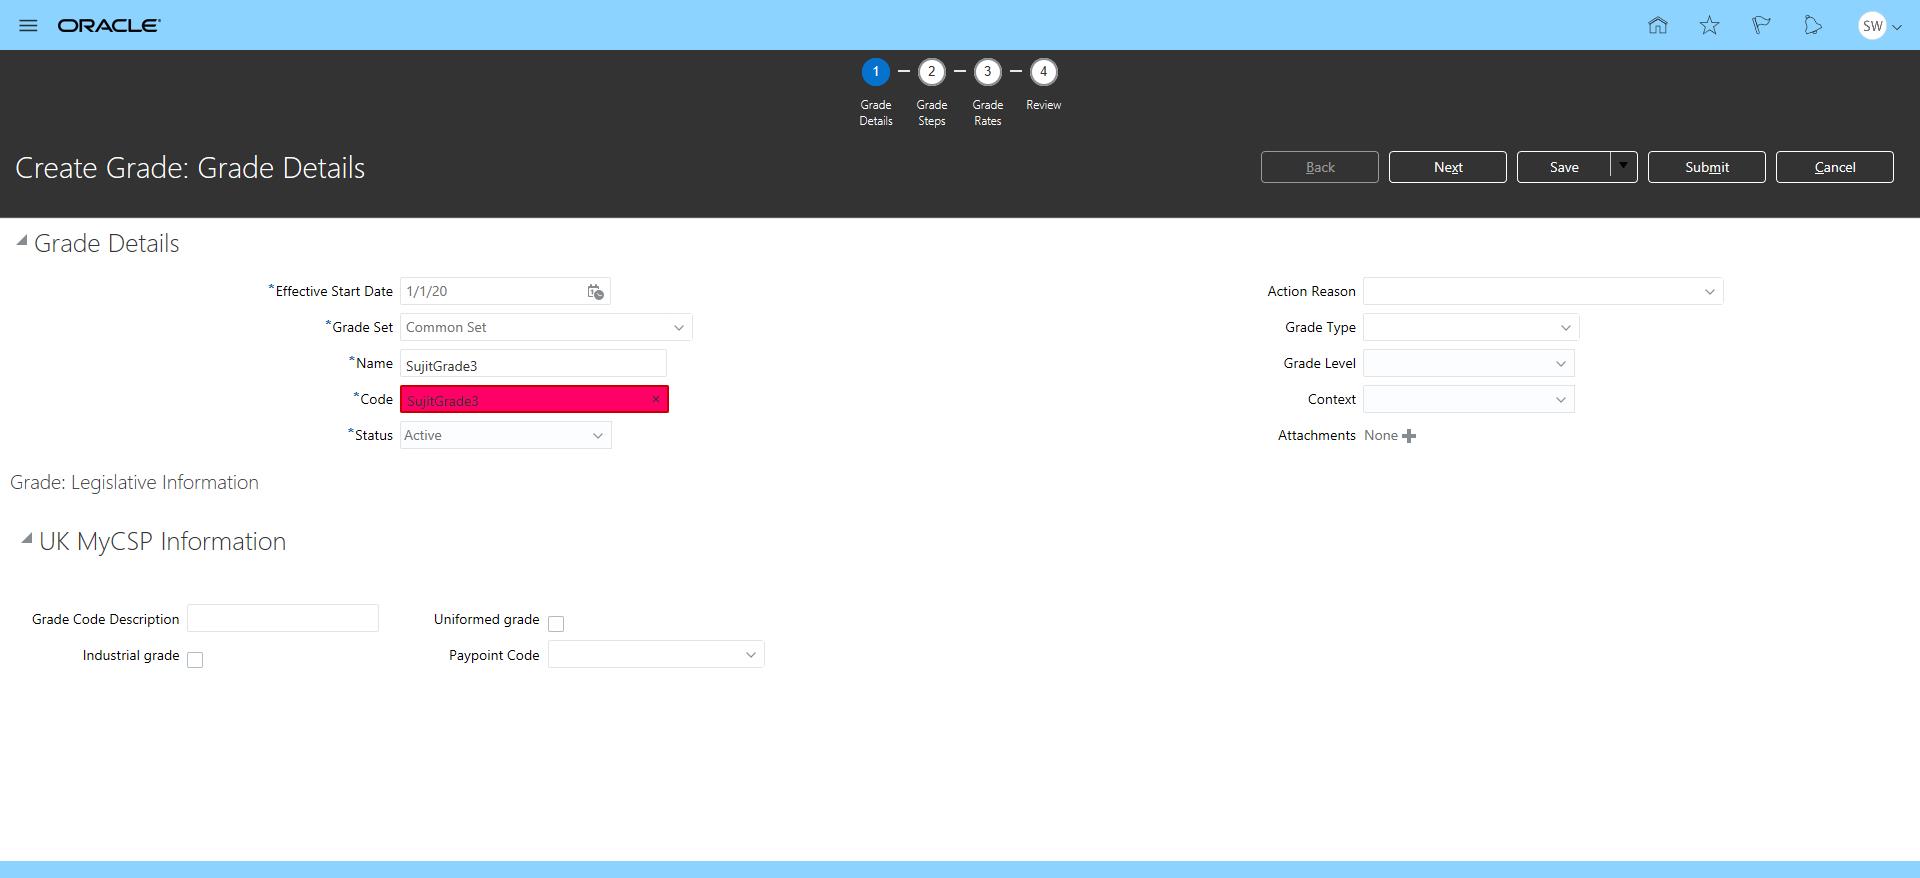 ORACLE
SW
1 2 3 4
Grade Details
Grade Steps
Grade Rates
Review
Create Grade: Grade Details
Back
Next
Save
Submit
Cancel
Grade Details
*Effective Start Date 1/1/20
*Grade Set Common Set
*Name SujitGrade3
*Code SujitGrade3 ×
*Status Active
Action Reason
Grade Type
Grade Level
Context
Attachments None
Grade: Legislative Information
UK MyCSP Information
Grade Code Description
Industrial grade
Uniformed grade
Paypoint Code